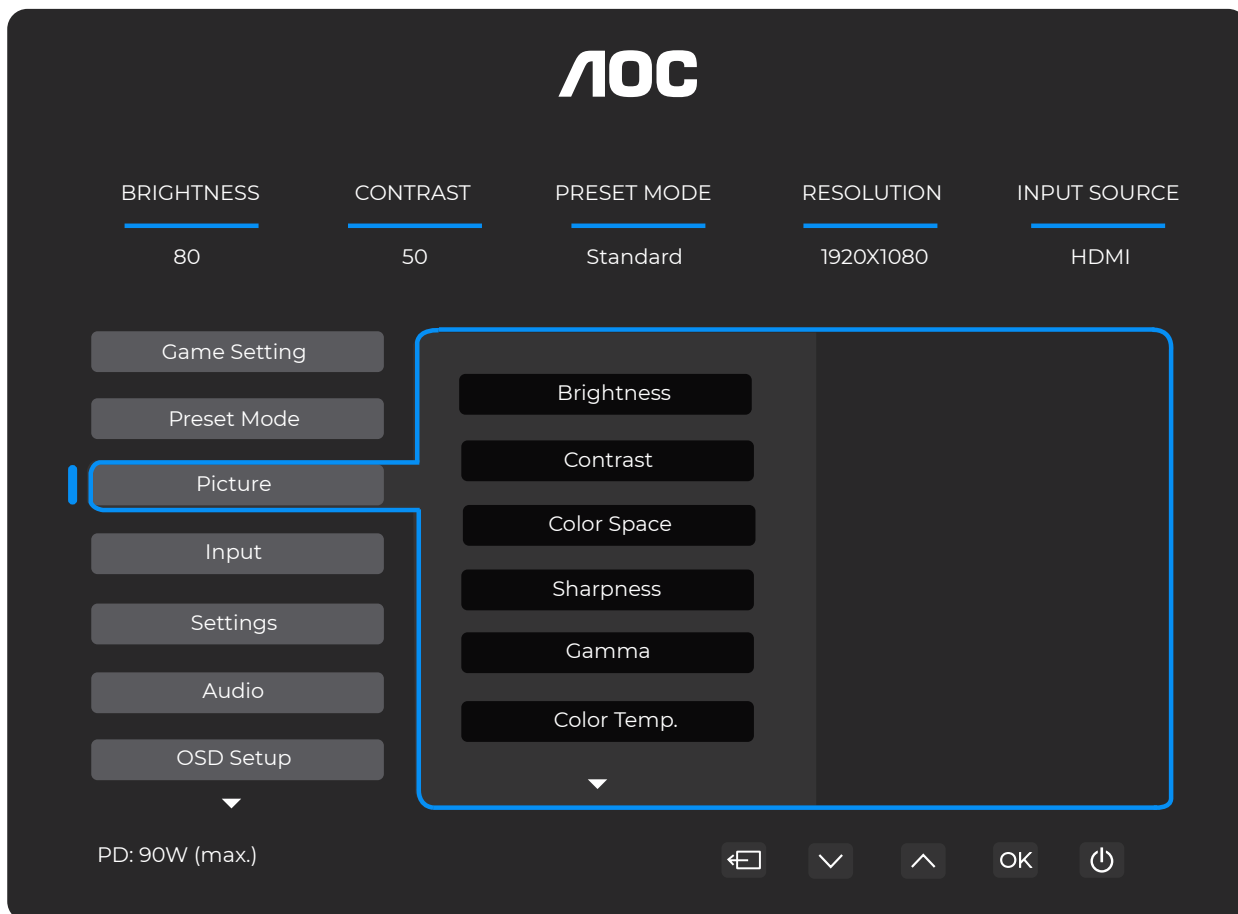 AOC
BRIGHTNESS CONTRAST PRESET MODE RESOLUTION INPUT SOURCE
80 50 Standard 1920X1080 HDMI
Game Setting
Preset Mode
Picture
Input
Settings
Audio
OSD Setup
Brightness
Contrast
Color Space
Sharpness
Gamma
Color Temp.
PD: 90W (max.)
OK